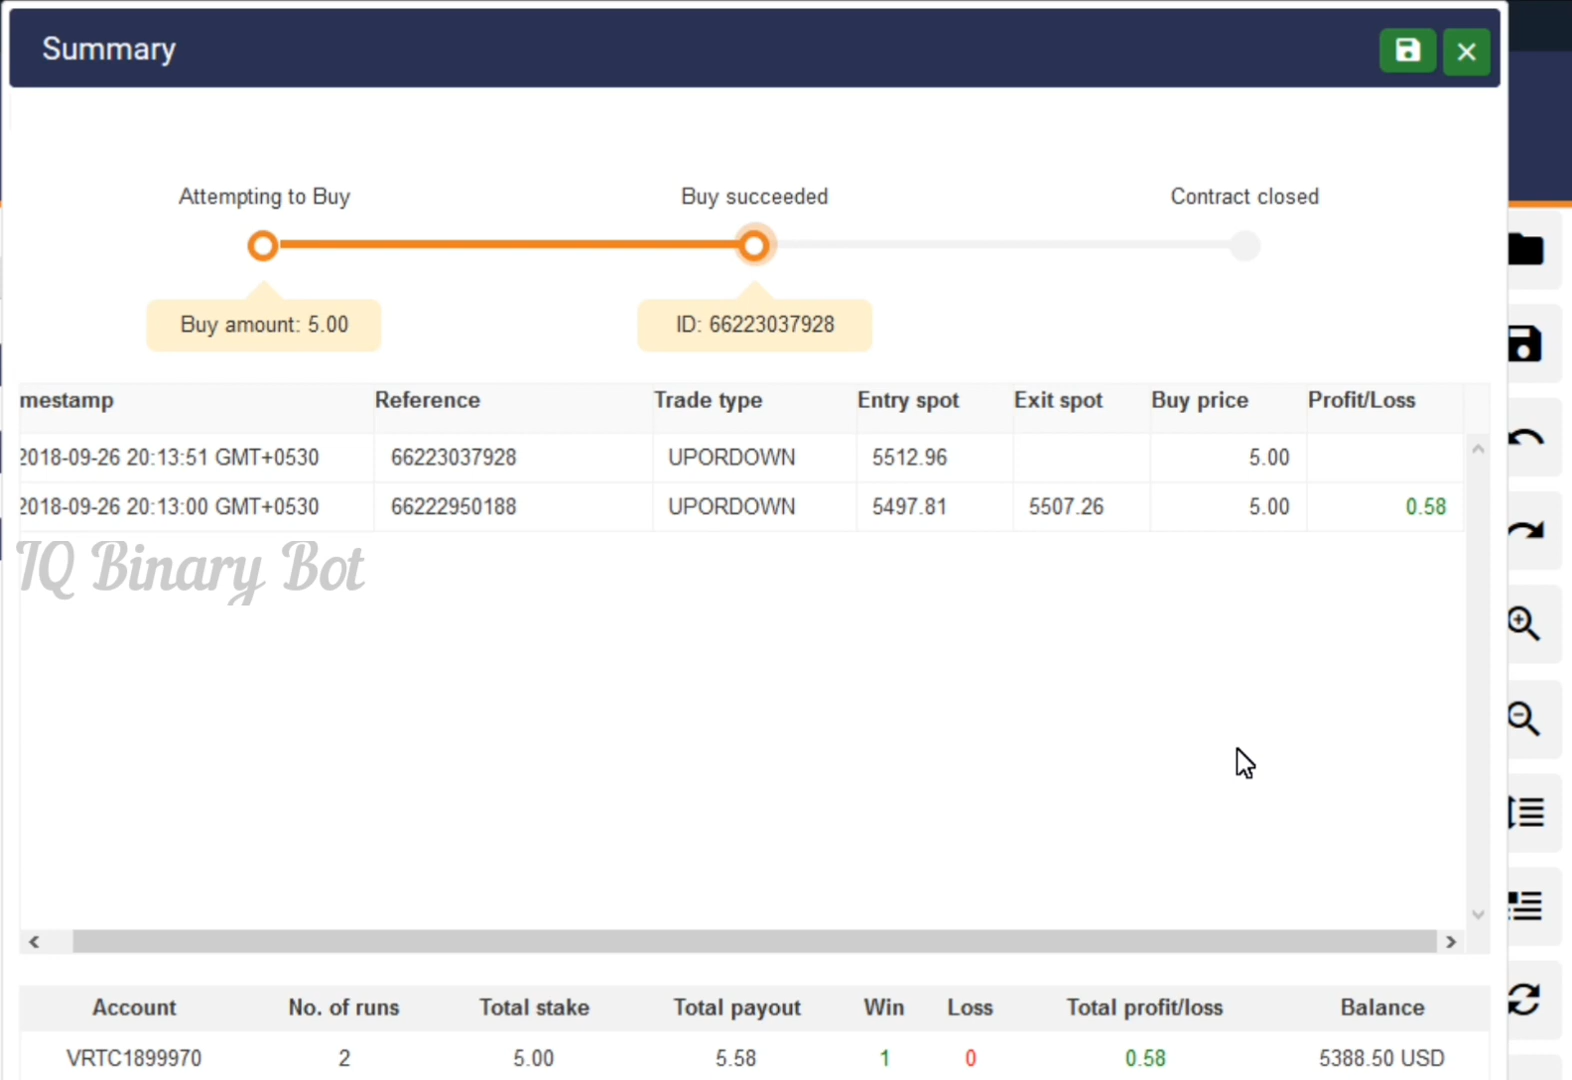 Summary
Attempting to Buy Buy succeeded Contract closed
Buy amount: 5.00 ID: 66223037928
mestamp Reference Trade type Entry spot Exit spot Buy price Profit/Loss
2018-09-26 20:13:51 GMT+0530 66223037928 UPORDOWN 5512.96 5.00
2018-09-26 20:13:00 GMT+0530 66222950188 UPORDOWN 5497.81 5507.26 5.00 0.58
IQ Binary Bot
Account No. of runs Total stake Total payout Win Loss Total profit/loss Balance
VRTC1899970 2 5.00 5.58 1 0 0.58 5388.50 USD